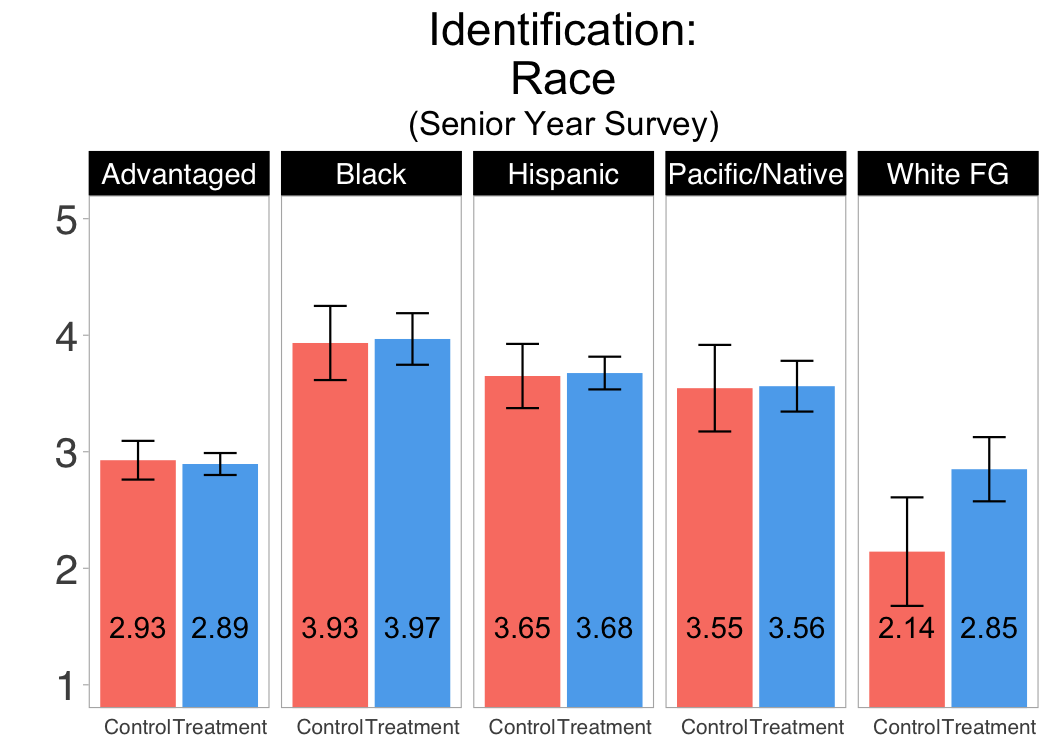 Identification:
Race
(Senior Year Survey)
Advantaged Black Hispanic Pacific/Native White FG
5
4
3
2
1
2.93 2.89 3.93 3.97 3.65 3.68 3.55 3.56 2.14 2.85
Control Treatment Control Treatment Control Treatment Control Treatment Control Treatment